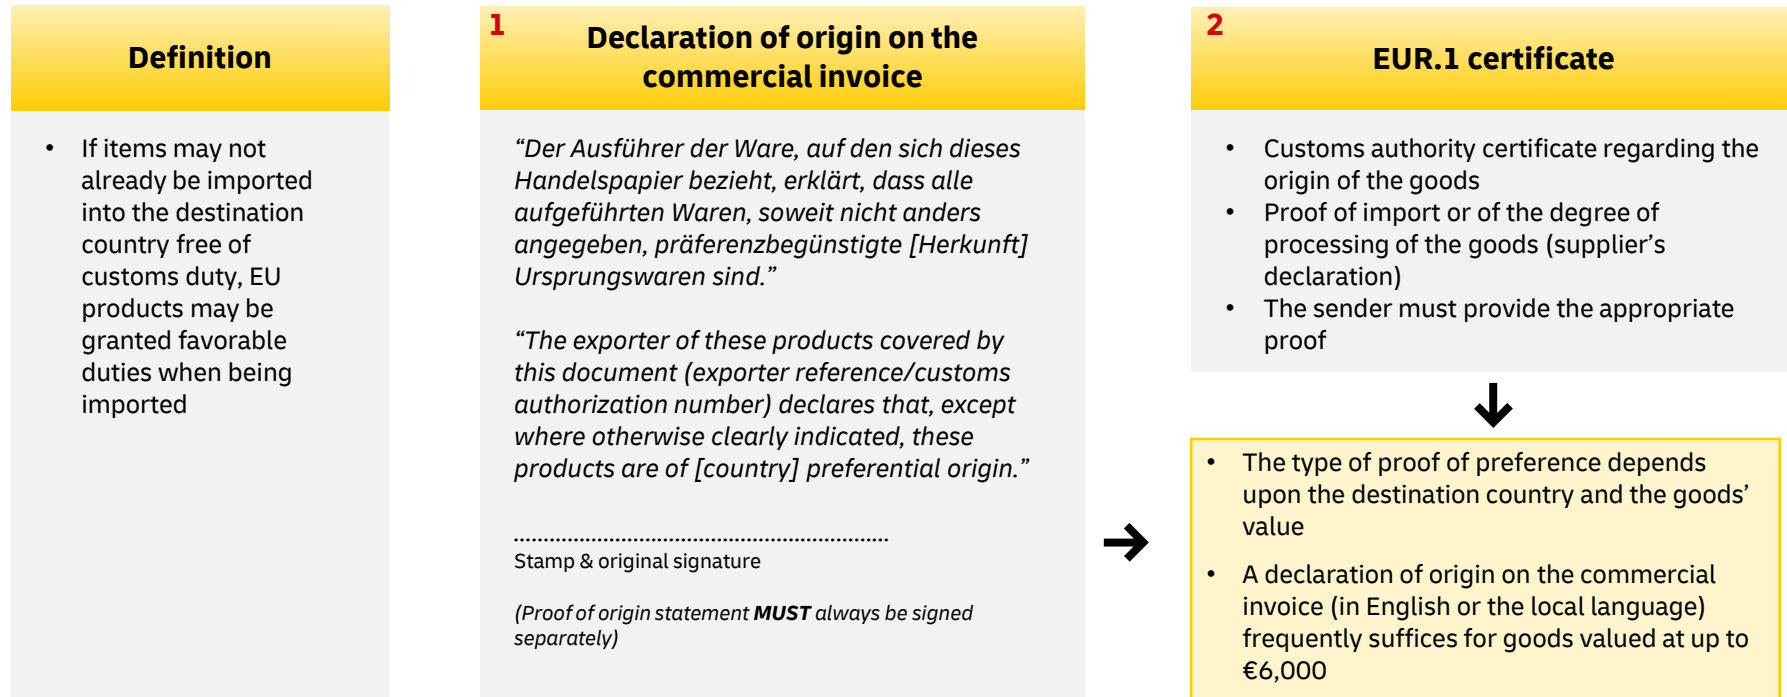 Definition
• If items may not
already be imported
into the destination
country free of
customs duty, EU
products may be
granted favorable
duties when being
imported
1
Declaration of origin on the
commercial invoice
“Der Ausführer der Ware, auf den sich dieses
Handelspapier bezieht, erklärt, dass alle
aufgeführten Waren, soweit nicht anders
angegeben, präferenzbegünstigte [Herkunft]
Ursprungswaren sind.”
“The exporter of these products covered by
this document (exporter reference/customs
authorization number) declares that, except
where otherwise clearly indicated, these
products are of [country] preferential origin.”
...............................................................
Stamp & original signature
(Proof of origin statement MUST always be signed
separately)
2
EUR.1 certificate
• Customs authority certificate regarding the
origin of the goods
• Proof of import or of the degree of
processing of the goods (supplier’s
declaration)
• The sender must provide the appropriate
proof
• The type of proof of preference depends
upon the destination country and the goods’
value
• A declaration of origin on the commercial
invoice (in English or the local language)
frequently suffices for goods valued at up to
€6,000